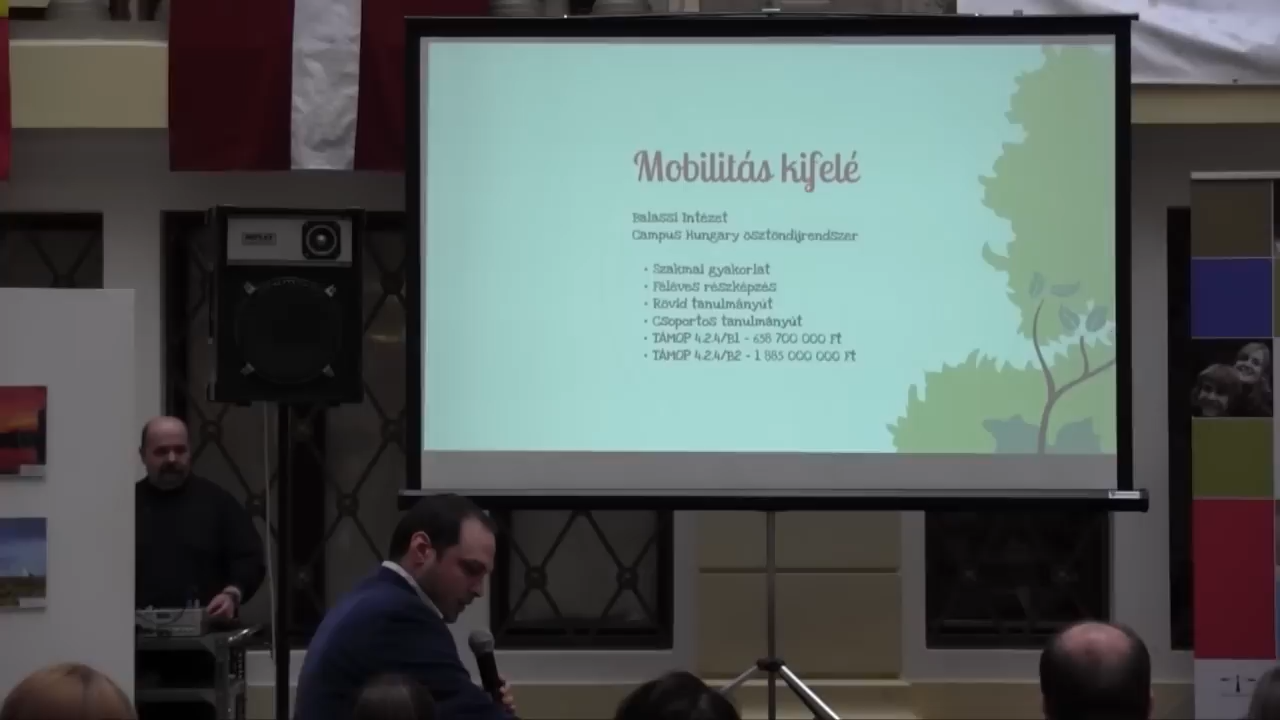 Mobilitás kifelé
Balassi Intézet
Campus Hungary ösztöndíjrendszer
• Szakmai gyakorlat
• Féléves részképzés
• Rövid tanulmányút
• Csoportos tanulmányút
• TÁMOP 4.2.4/B1 - 658 700 000 Ft
• TÁMOP 4.2.4/B2 - 1 885 000 000 Ft